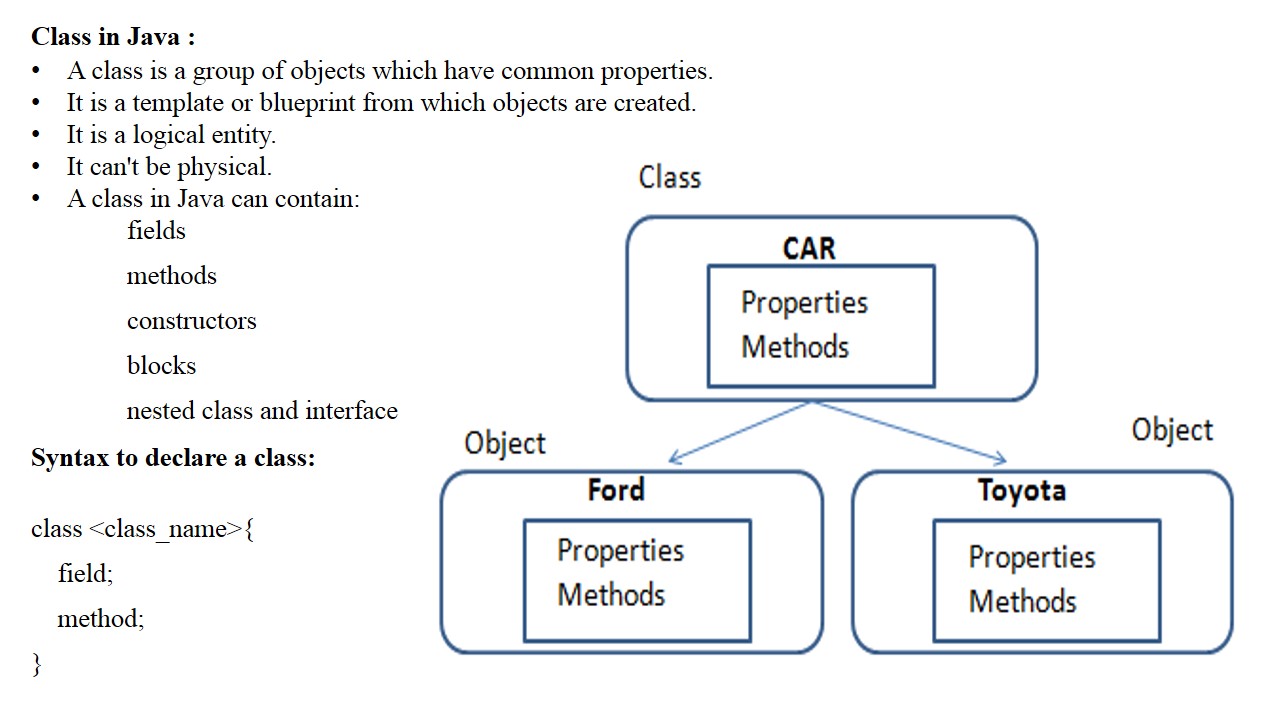 Class in Java :
• A class is a group of objects which have common properties.
• It is a template or blueprint from which objects are created.
• It is a logical entity.
• It can't be physical.
• A class in Java can contain:
fields
methods
constructors
blocks
nested class and interface
Syntax to declare a class:
class <class_name>{
field;
method;
}
Class
CAR
Properties
Methods
Object
Ford
Properties
Methods
Object
Toyota
Properties
Methods